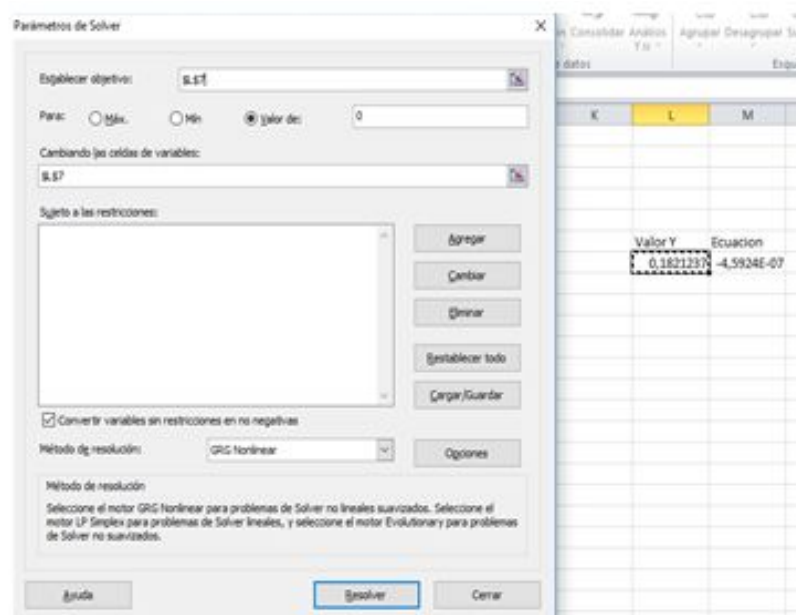 Parámetros de Solver
Establecer objetivo: $L$7
Para: Máx. Mín Valor de: 0
Cambiando las celdas de variables:
$L$7
Sujeto a las restricciones:
Agregar
Cambiar
Eliminar
Restablecer todo
Cargar/Guardar
Convertir variables sin restricciones en no negativas
Método de resolución: GRG Nonlinear Opciones
Método de resolución
Seleccione el motor GRG Nonlinear para problemas de Solver no lineales suavizados. Seleccione el
motor LP Simplex para problemas de Solver lineales, y seleccione el motor Evolutionary para problemas
de Solver no suavizados.
Ayuda Resolver Cerrar
Consolidar Análisis Agrupar Desagrupar
datos
K L M
Valor Y Ecuacion
0,1821237 -4,5924E-07